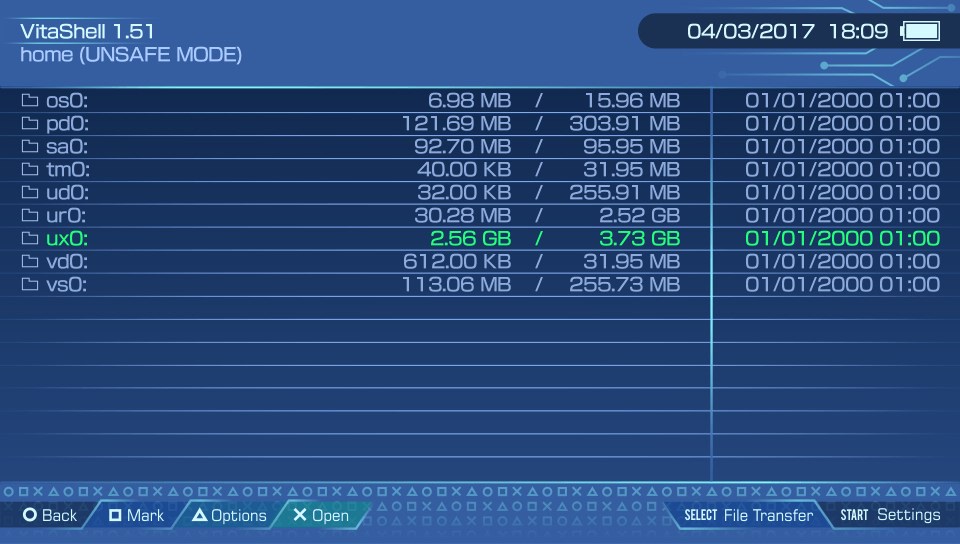 VitaShell 1.51
04/03/2017 18:09
home (UNSAFE MODE)
os0: 6.98 MB / 15.96 MB 01/01/2000 01:00
pd0: 121.69 MB / 303.91 MB 01/01/2000 01:00
sa0: 92.70 MB / 95.95 MB 01/01/2000 01:00
tm0: 40.00 KB / 31.95 MB 01/01/2000 01:00
ud0: 32.00 KB / 255.91 MB 01/01/2000 01:00
ur0: 30.28 MB / 2.52 GB 01/01/2000 01:00
ux0: 2.56 GB / 3.73 GB 01/01/2000 01:00
vd0: 612.00 KB / 31.95 MB 01/01/2000 01:00
vs0: 113.06 MB / 255.73 MB 01/01/2000 01:00
Back Mark Options Open SELECT File Transfer START Settings